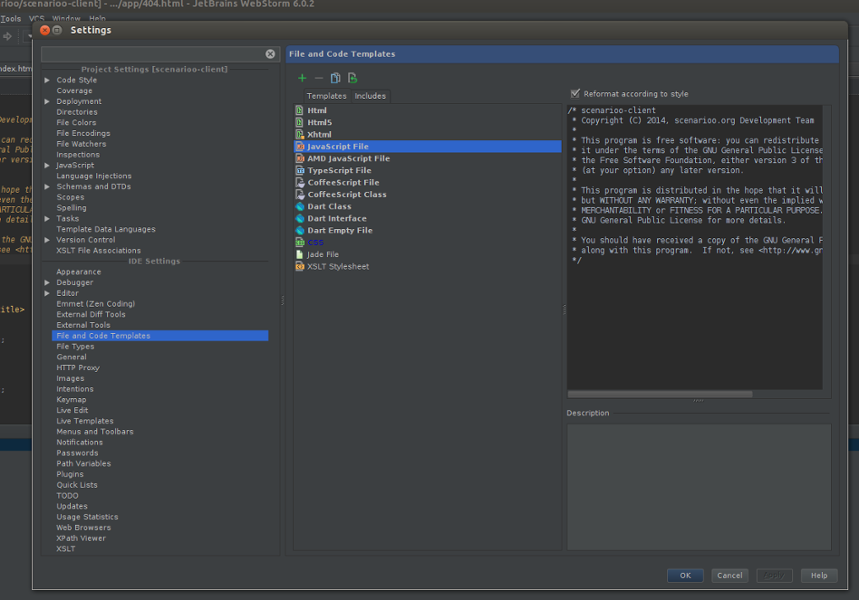 arioo/scenarioo-client] - .../app/404.html - JetBrains WebStorm 6.0.2
Tools VCS Window Help
Settings
File and Code Templates
Project Settings [scenarioo-client]
Code Style
Coverage
Deployment
Directories
File Colors
File Encodings
File Watchers
Inspections
JavaScript
Language Injections
Schemas and DTDs
Scopes
Spelling
Tasks
Template Data Languages
Version Control
XSLT File Associations
IDE Settings
Appearance
Debugger
Editor
Emmet (Zen Coding)
External Diff Tools
External Tools
File and Code Templates
File Types
General
HTTP Proxy
Images
Intentions
Keymap
Live Edit
Live Templates
Menus and Toolbars
Notifications
Passwords
Path Variables
Plugins
Quick Lists
TODO
Updates
Usage Statistics
Web Browsers
XPath Viewer
XSLT
Templates Includes
Html
Html5
Xhtml
JavaScript File
AMD JavaScript File
TypeScript File
CoffeeScript File
CoffeeScript Class
Dart Class
Dart Interface
Dart Empty File
CSS
Jade File
XSLT Stylesheet
Reformat according to style
/* scenarioo-client
* Copyright (C) 2014, scenarioo.org Development Team
*
* This program is free software: you can redistribute
* it under the terms of the GNU General Public License
* the Free Software Foundation, either version 3 of th
* (at your option) any later version.
*
* This program is distributed in the hope that it will
* but WITHOUT ANY WARRANTY; without even the implied w
* MERCHANTABILITY or FITNESS FOR A PARTICULAR PURPOSE.
* GNU General Public License for more details.
*
* You should have received a copy of the GNU General P
* along with this program. If not, see <http://www.gn
*/
Description
OK Cancel Apply Help